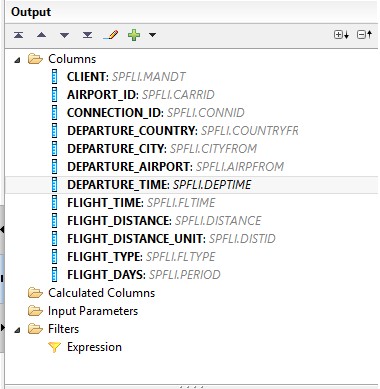 Output
Columns
CLIENT: SPFLI.MANDT
AIRPORT_ID: SPFLI.CARRID
CONNECTION_ID: SPFLI.CONNID
DEPARTURE_COUNTRY: SPFLI.COUNTRYFR
DEPARTURE_CITY: SPFLI.CITYFROM
DEPARTURE_AIRPORT: SPFLI.AIRPFROM
DEPARTURE_TIME: SPFLI.DEPTIME
FLIGHT_TIME: SPFLI.FLTIME
FLIGHT_DISTANCE: SPFLI.DISTANCE
FLIGHT_DISTANCE_UNIT: SPFLI.DISTID
FLIGHT_TYPE: SPFLI.FLTYPE
FLIGHT_DAYS: SPFLI.PERIOD
Calculated Columns
Input Parameters
Filters
Expression